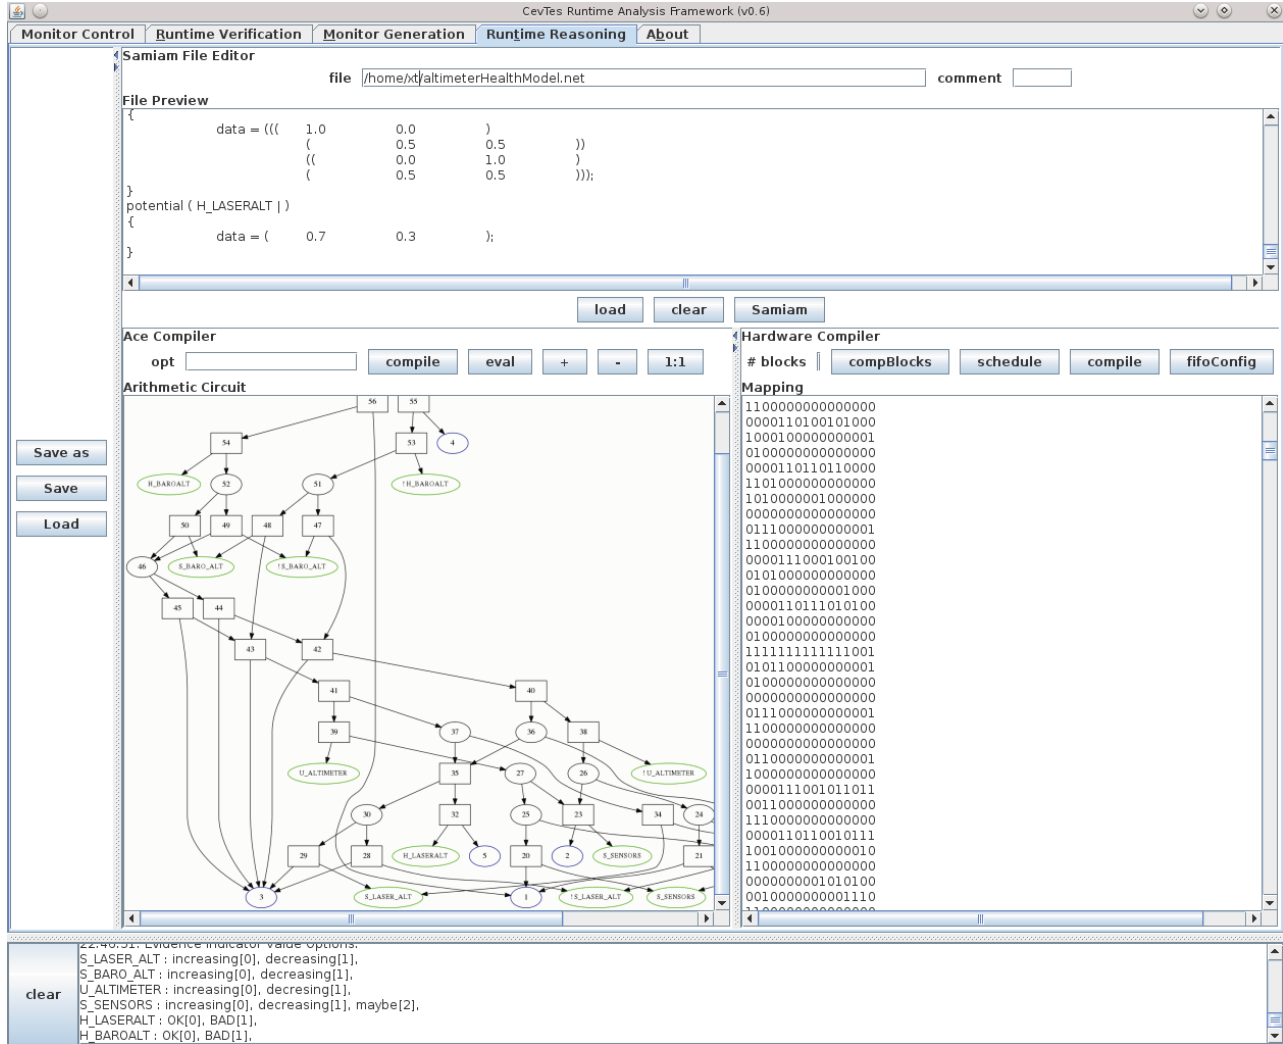 CevTes Runtime Analysis Framework (v0.6)
Monitor Control Runtime Verification Monitor Generation Runtime Reasoning About
Samiam File Editor
file /home/xt/altimeterHealthModel.net comment
File Preview
{
data = ((( 1.0 0.0 )
( 0.5 0.5 ))
(( 0.0 1.0 )
( 0.5 0.5 )));
}
potential ( H_LASERALT | )
{
data = ( 0.7 0.3 );
}
load clear Samiam
Save as
Save
Load
Ace Compiler
opt compile eval + - 1:1
Arithmetic Circuit
56 55
54 53 4
H_BAROALT 52 51 !H_BAROALT
50 49 48 47
46 S_BARO_ALT !S_BARO_ALT
45 44
43 42
41 40
39 37 36 38
U_ALTIMETER 35 27 26 !U_ALTIMETER
30 32 25 23 34 24
29 28 H_LASERALT 5 20 2 S_SENSORS 21
3 S_LASER_ALT 1 !S_LASER_ALT S_SENSORS
Hardware Compiler
# blocks compBlocks schedule compile fifoConfig
Mapping
1100000000000000
0000110100101000
1000100000000001
0100000000000000
0000110110110000
1101000000000000
1010000001000000
0000000000000000
0111000000000001
1100000000000000
0000111000100100
0101000000000000
0100000000001000
0000110111010100
0000100000000000
0100000000000000
1111111111111001
0101100000000001
0100000000000000
0000000000000000
0111000000000001
1100000000000000
0000000000000000
0110000000000001
1000000000000000
0000111001011011
0011000000000000
1110000000000000
0000110110010111
1001000000000010
1100000000000000
0000000001010100
0010000000001110
clear
22:40:51: Evidence Indicator value options:
S_LASER_ALT : increasing[0], decreasing[1],
S_BARO_ALT : increasing[0], decreasing[1],
U_ALTIMETER : increasing[0], decresing[1],
S_SENSORS : increasing[0], decreasing[1], maybe[2],
H_LASERALT : OK[0], BAD[1],
H_BAROALT : OK[0], BAD[1],